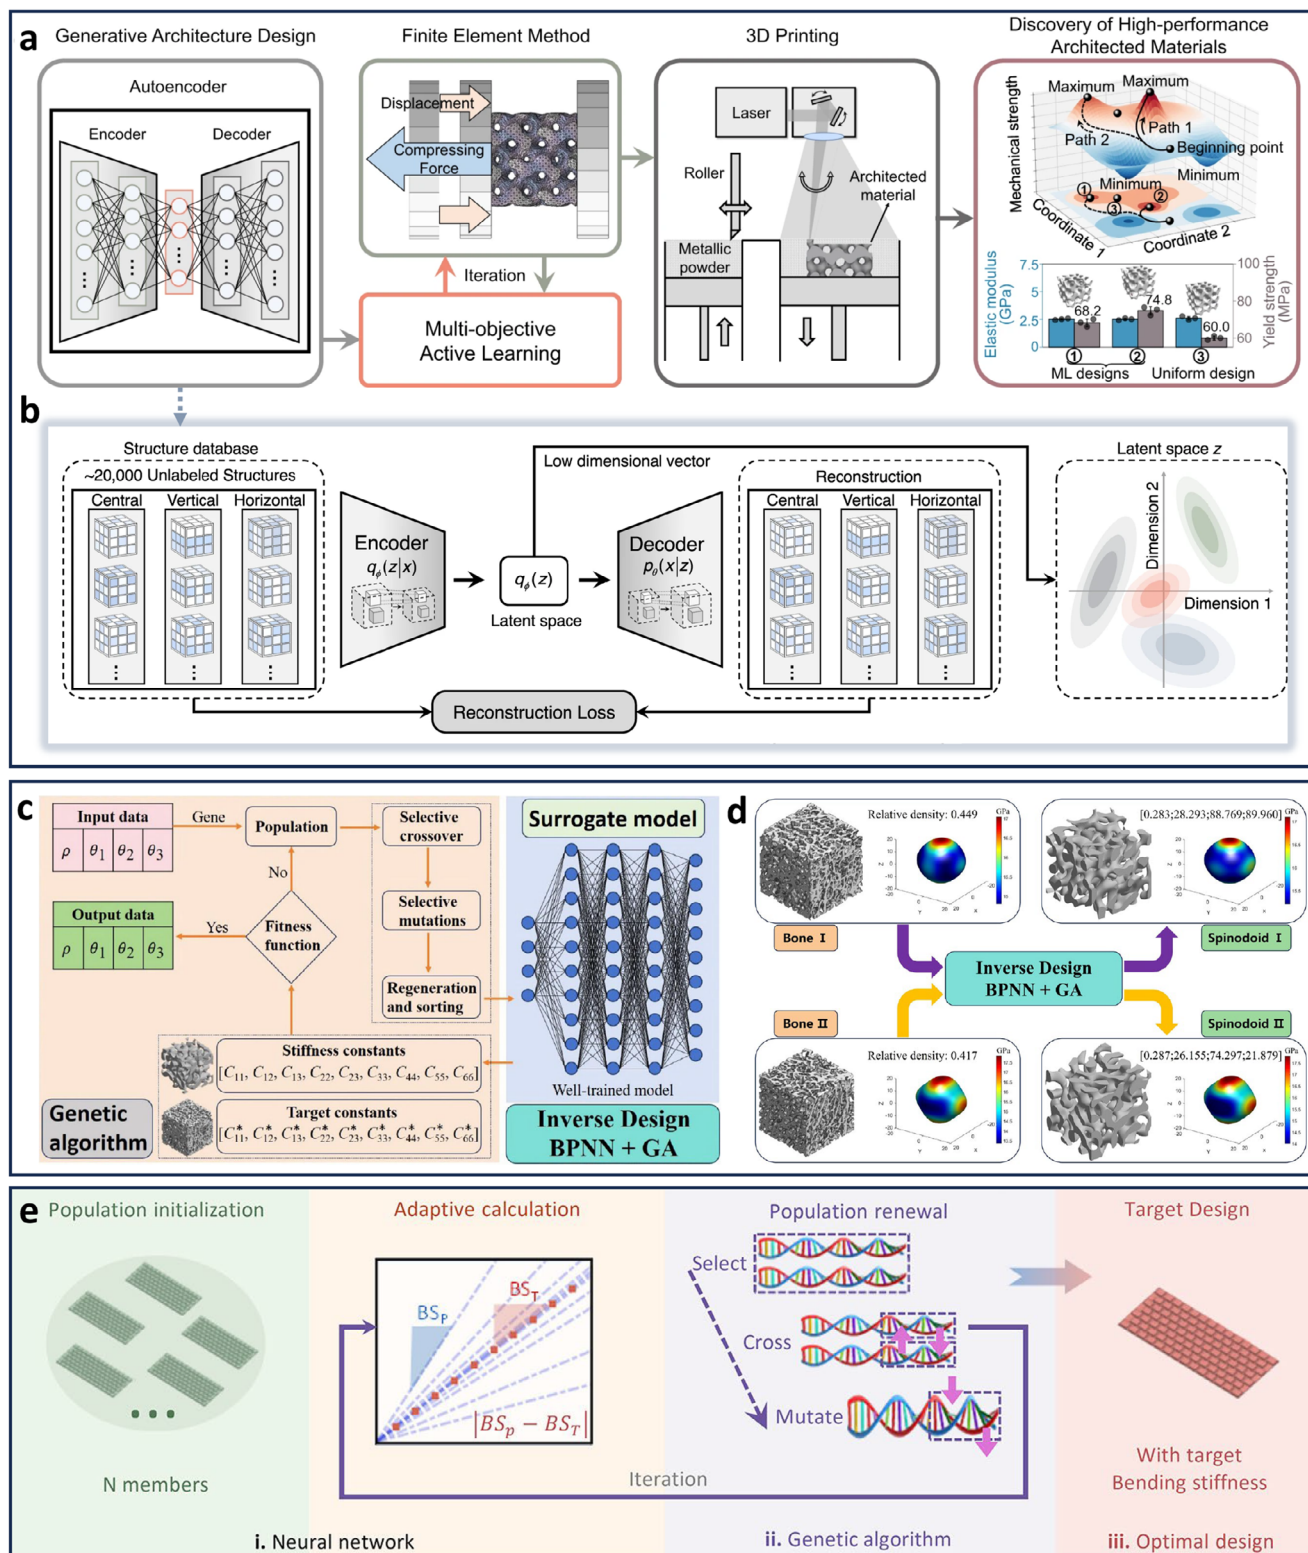 a
Generative Architecture Design
Finite Element Method
3D Printing
Discovery of High-performance
Architected Materials
Autoencoder
Encoder
Decoder
Displacement
Compressing
Force
Iteration
Multi-objective
Active Learning
Laser
Roller
Architected
material
Metallic
powder
Mechanical strength
Maximum
Maximum
Path 1
Path 2
Beginning point
Minimum
Minimum
①
②
③
Coordinate 1
Coordinate 2
Elastic modulus
(GPa)
7.5
5.0
2.5
0
68.2
74.8
60.0
100
80
60
Yield strength
(MPa)
① ② ③
ML designs Uniform design
b
Structure database
~20,000 Unlabeled Structures
Central Vertical Horizontal
Encoder
qϕ(z|x)
Low dimensional vector
qϕ(z)
Latent space
Decoder
pθ(x|z)
Reconstruction
Central Vertical Horizontal
Reconstruction Loss
Latent space z
Dimension 2
Dimension 1
c
Input data
ρ θ1 θ2 θ3
Gene
Population
Selective
crossover
Selective
mutations
Regeneration
and sorting
No
Yes
Fitness
function
Output data
ρ θ1 θ2 θ3
Stiffness constants
[C11, C12, C13, C22, C23, C33, C44, C55, C66]
Target constants
[C*11, C*12, C*13, C*22, C*23, C*33, C*44, C*55, C*66]
Genetic
algorithm
Surrogate model
Well-trained model
Inverse Design
BPNN + GA
d
Relative density: 0.449
GPa
Bone I
[0.283;28.293;88.769;89.960]
GPa
Spinodoid I
Inverse Design
BPNN + GA
Bone II
Relative density: 0.417
GPa
Spinodoid II
[0.287;26.155;74.297;21.879]
GPa
e
Population initialization
N members
Adaptive calculation
BSP
BST
|BSp − BST|
Population renewal
Select
Cross
Mutate
Iteration
Target Design
With target
Bending stiffness
i. Neural network
ii. Genetic algorithm
iii. Optimal design